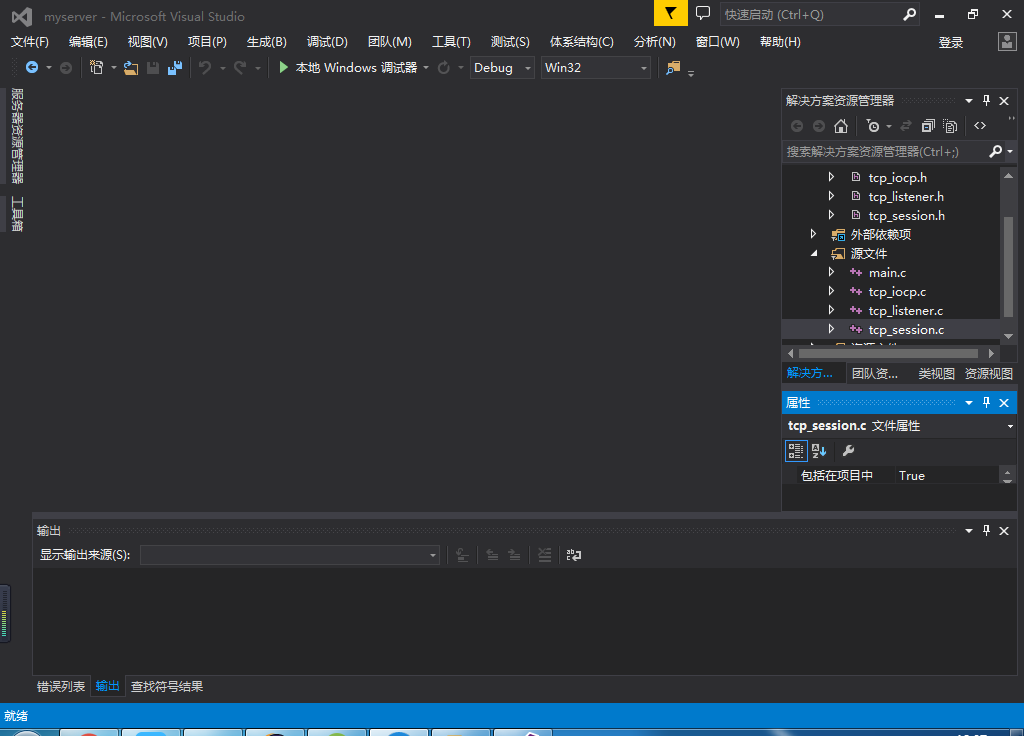 myserver - Microsoft Visual Studio
快速启动 (Ctrl+Q)
文件(F) 编辑(E) 视图(V) 项目(P) 生成(B) 调试(D) 团队(M) 工具(T) 测试(S) 体系结构(C) 分析(N) 窗口(W) 帮助(H) 登录
本地 Windows 调试器 Debug Win32
服务器资源管理器
工具箱
解决方案资源管理器
搜索解决方案资源管理器(Ctrl+;)
tcp_iocp.h
tcp_listener.h
tcp_session.h
外部依赖项
源文件
main.c
tcp_iocp.c
tcp_listener.c
tcp_session.c
解决方... 团队资... 类视图 资源视图
属性
tcp_session.c 文件属性
包括在项目中 True
输出
显示输出来源(S):
错误列表 输出 查找符号结果
就绪